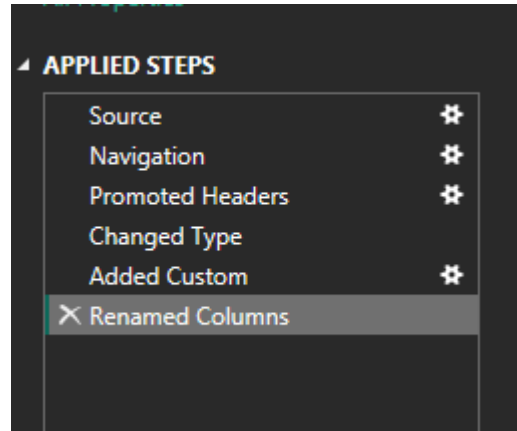 APPLIED STEPS
Source
Navigation
Promoted Headers
Changed Type
Added Custom
Renamed Columns